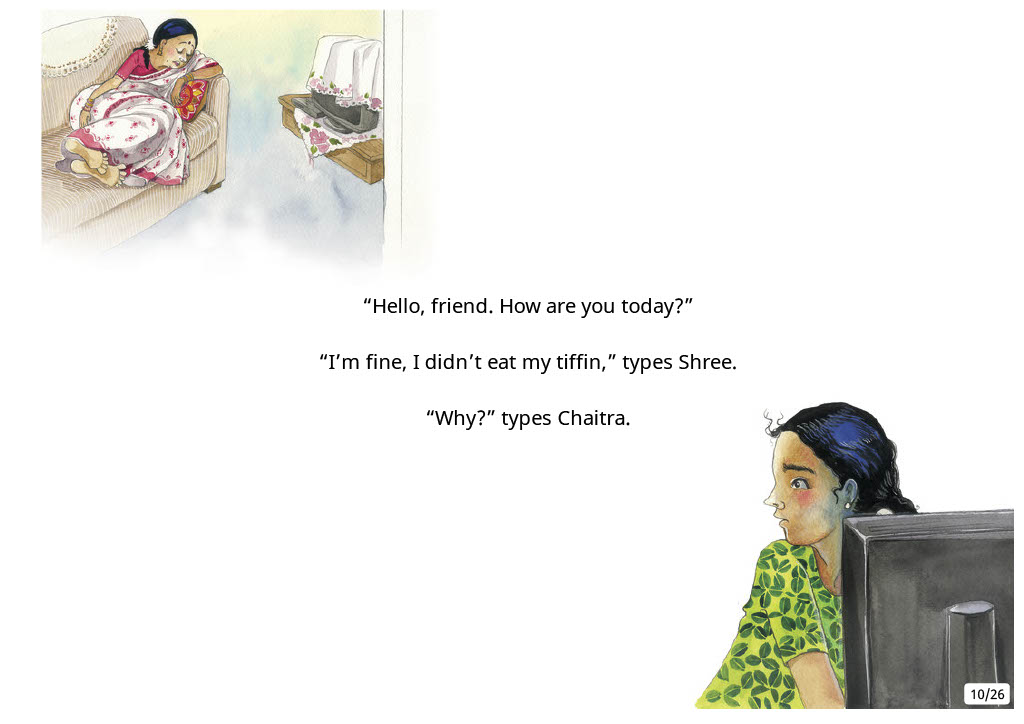 “Hello, friend. How are you today?”
“I’m fine, I didn’t eat my tiffin,” types Shree.
“Why?” types Chaitra.
10/26